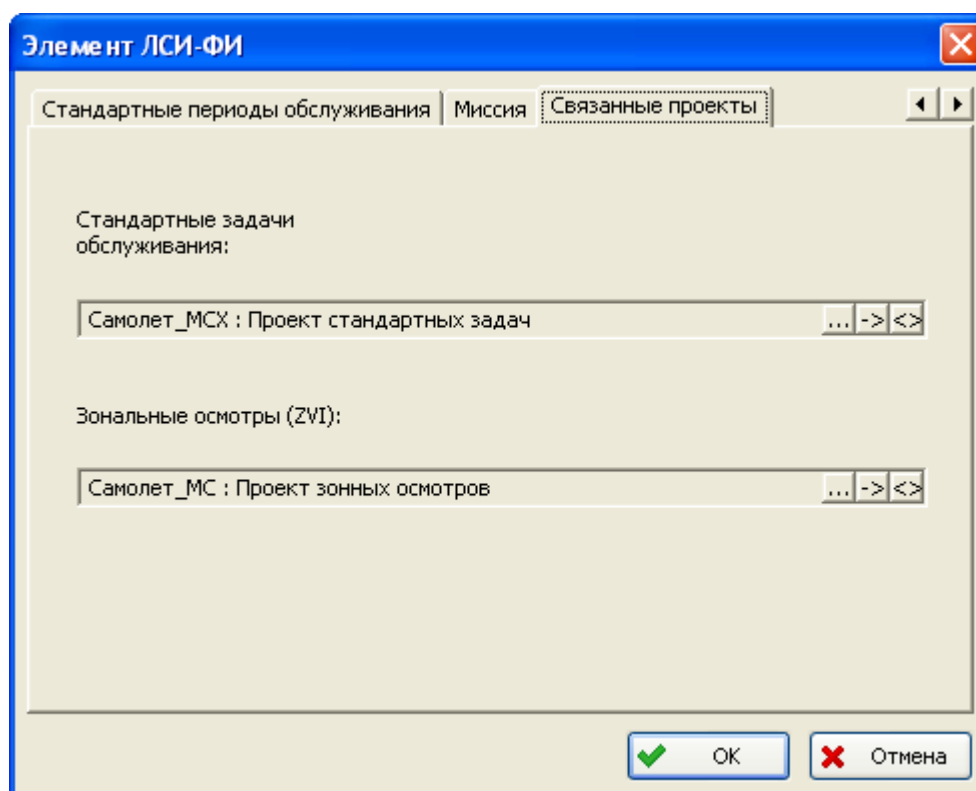 Элемент ЛСИ-ФИ
Стандартные периоды обслуживания Миссия Связанные проекты
Стандартные задачи
обслуживания:
Самолет_МСХ : Проект стандартных задач ... -> <>
Зональные осмотры (ZVI):
Самолет_МС : Проект зонных осмотров ... -> <>
ОК Отмена